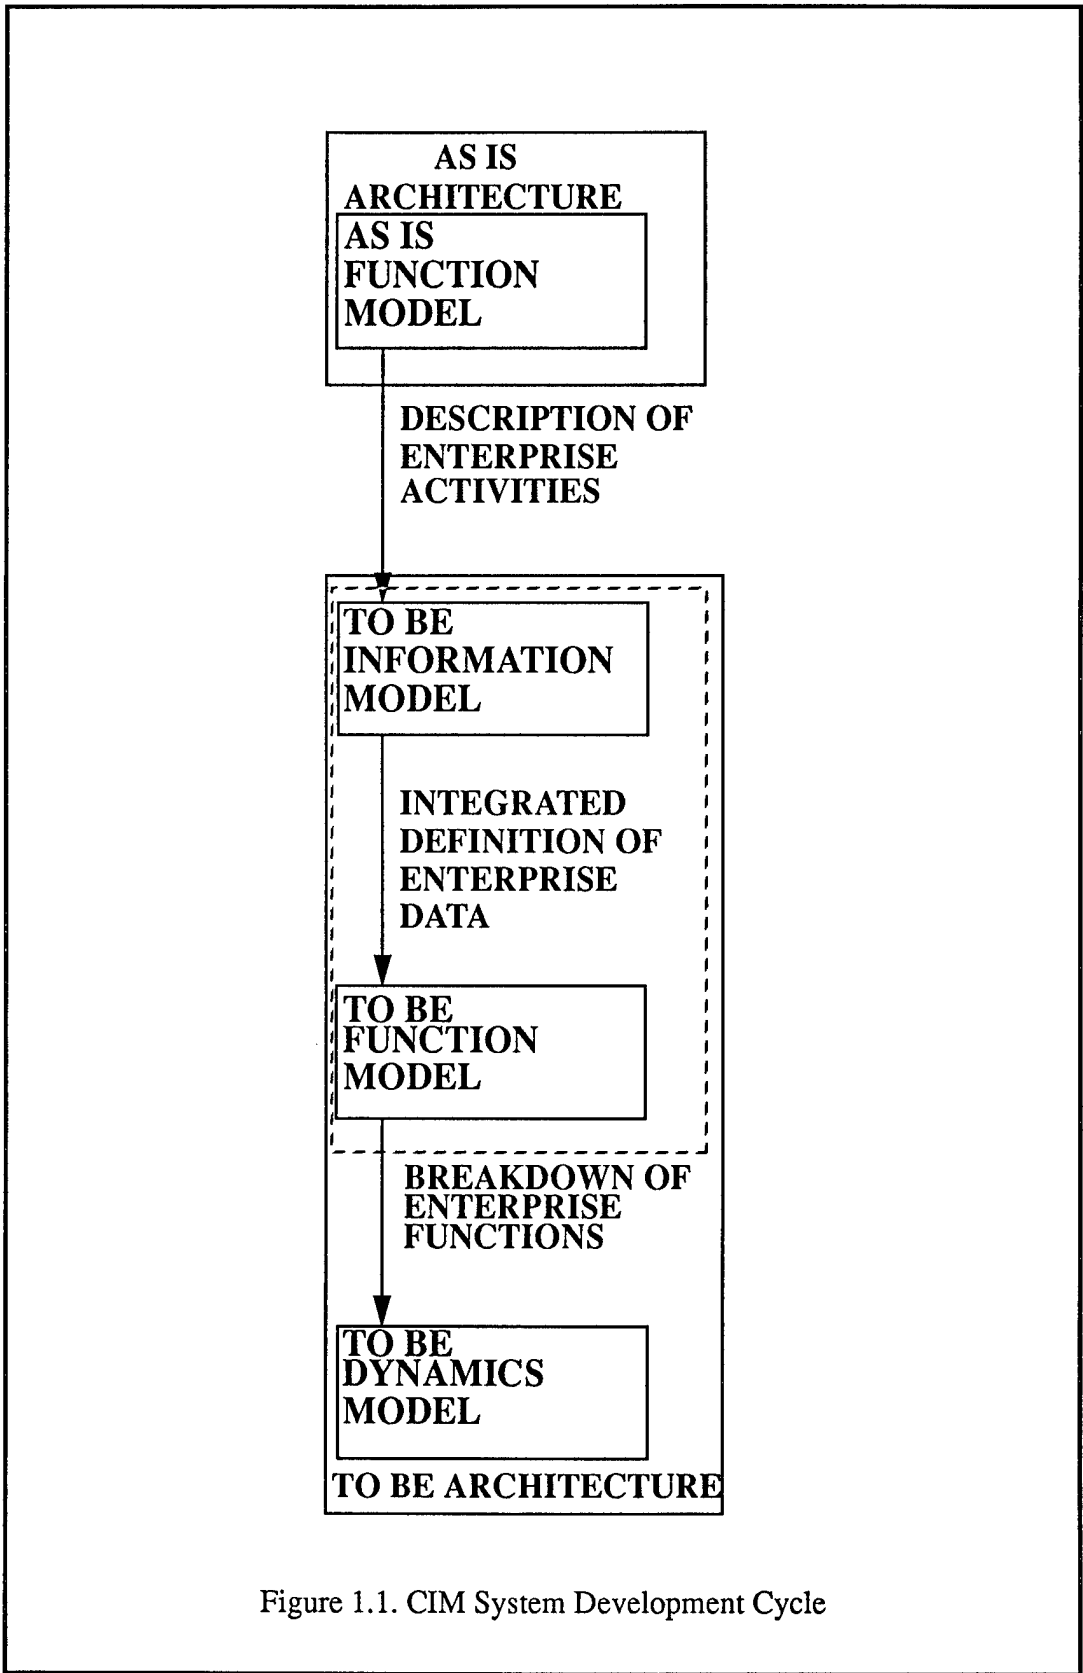 AS IS
ARCHITECTURE
AS IS
FUNCTION
MODEL
DESCRIPTION OF
ENTERPRISE
ACTIVITIES
TO BE
INFORMATION
MODEL
INTEGRATED
DEFINITION OF
ENTERPRISE
DATA
TO BE
FUNCTION
MODEL
BREAKDOWN OF
ENTERPRISE
FUNCTIONS
TO BE
DYNAMICS
MODEL
TO BE ARCHITECTURE
Figure 1.1. CIM System Development Cycle